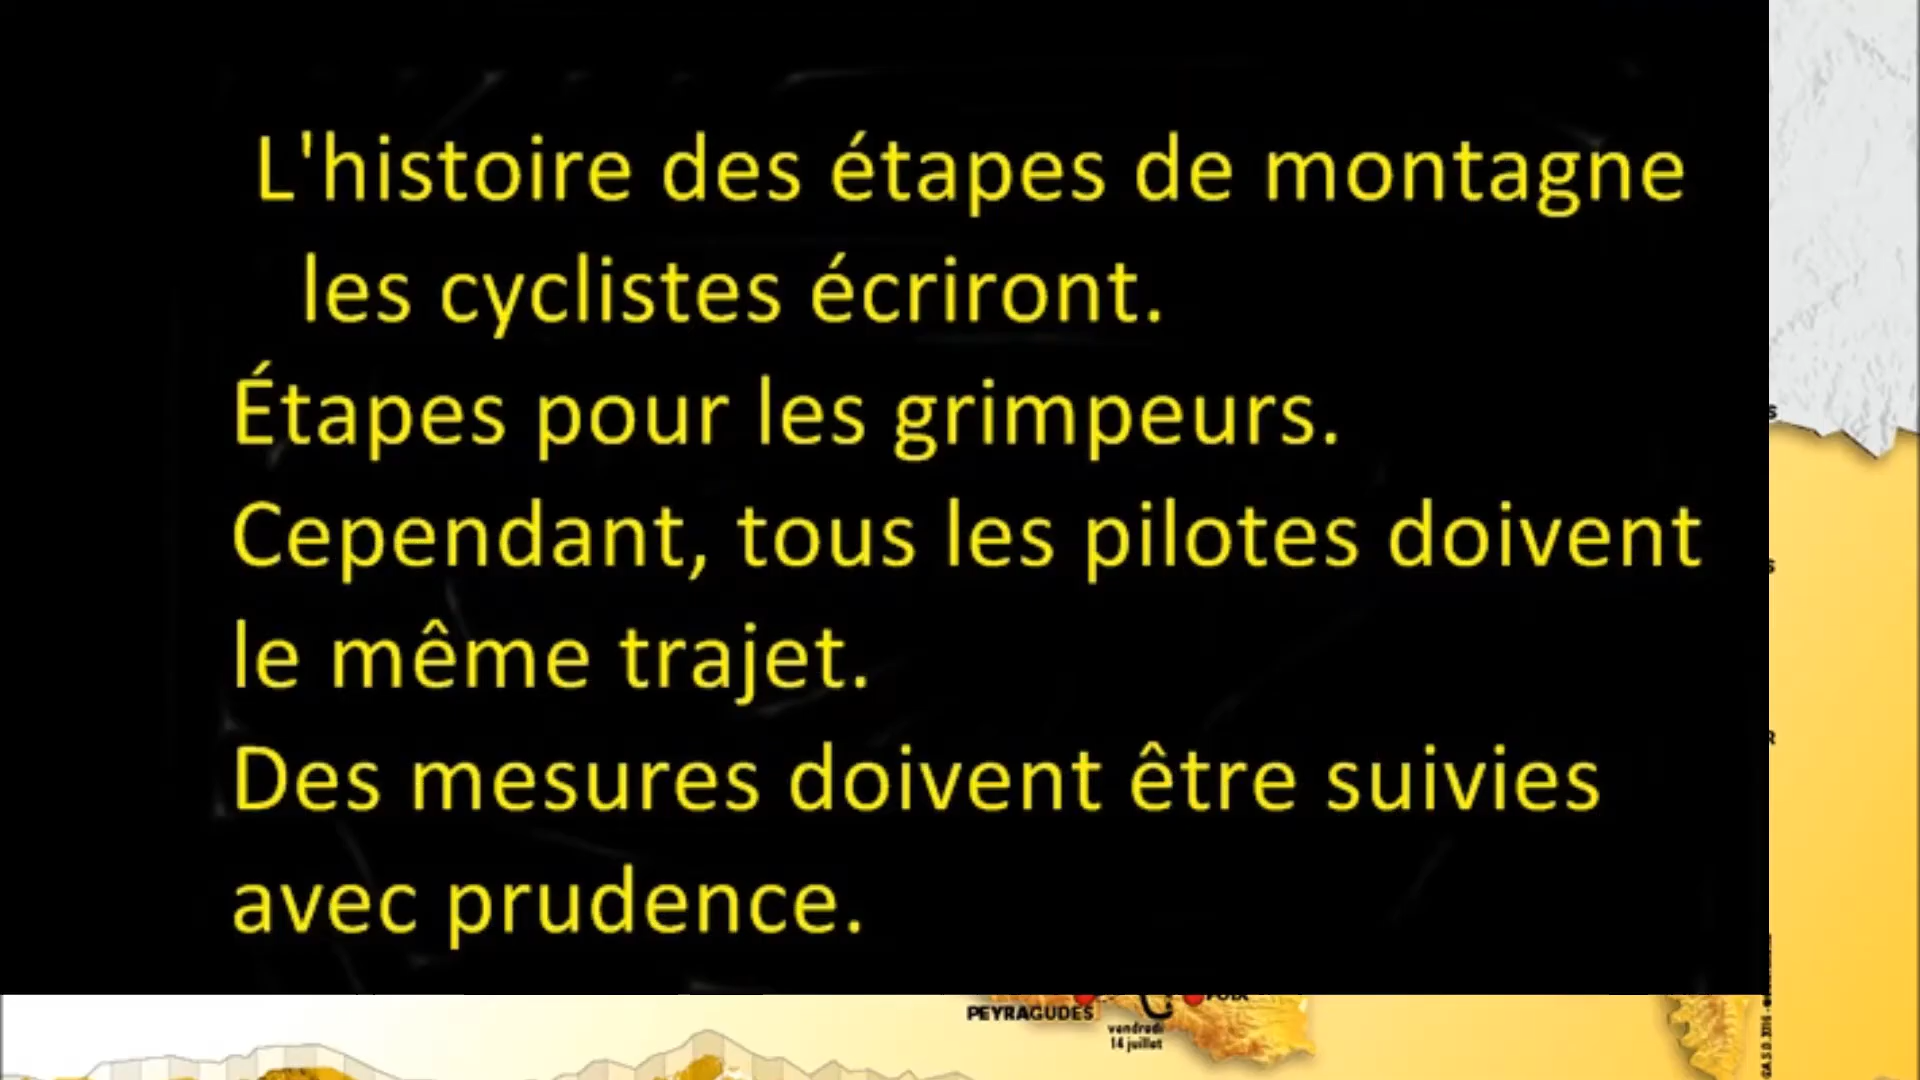 L'histoire des étapes de montagne
les cyclistes écriront.
Étapes pour les grimpeurs.
Cependant, tous les pilotes doivent
le même trajet.
Des mesures doivent être suivies
avec prudence.
PEYRAGUDES
vendredi
14 juillet